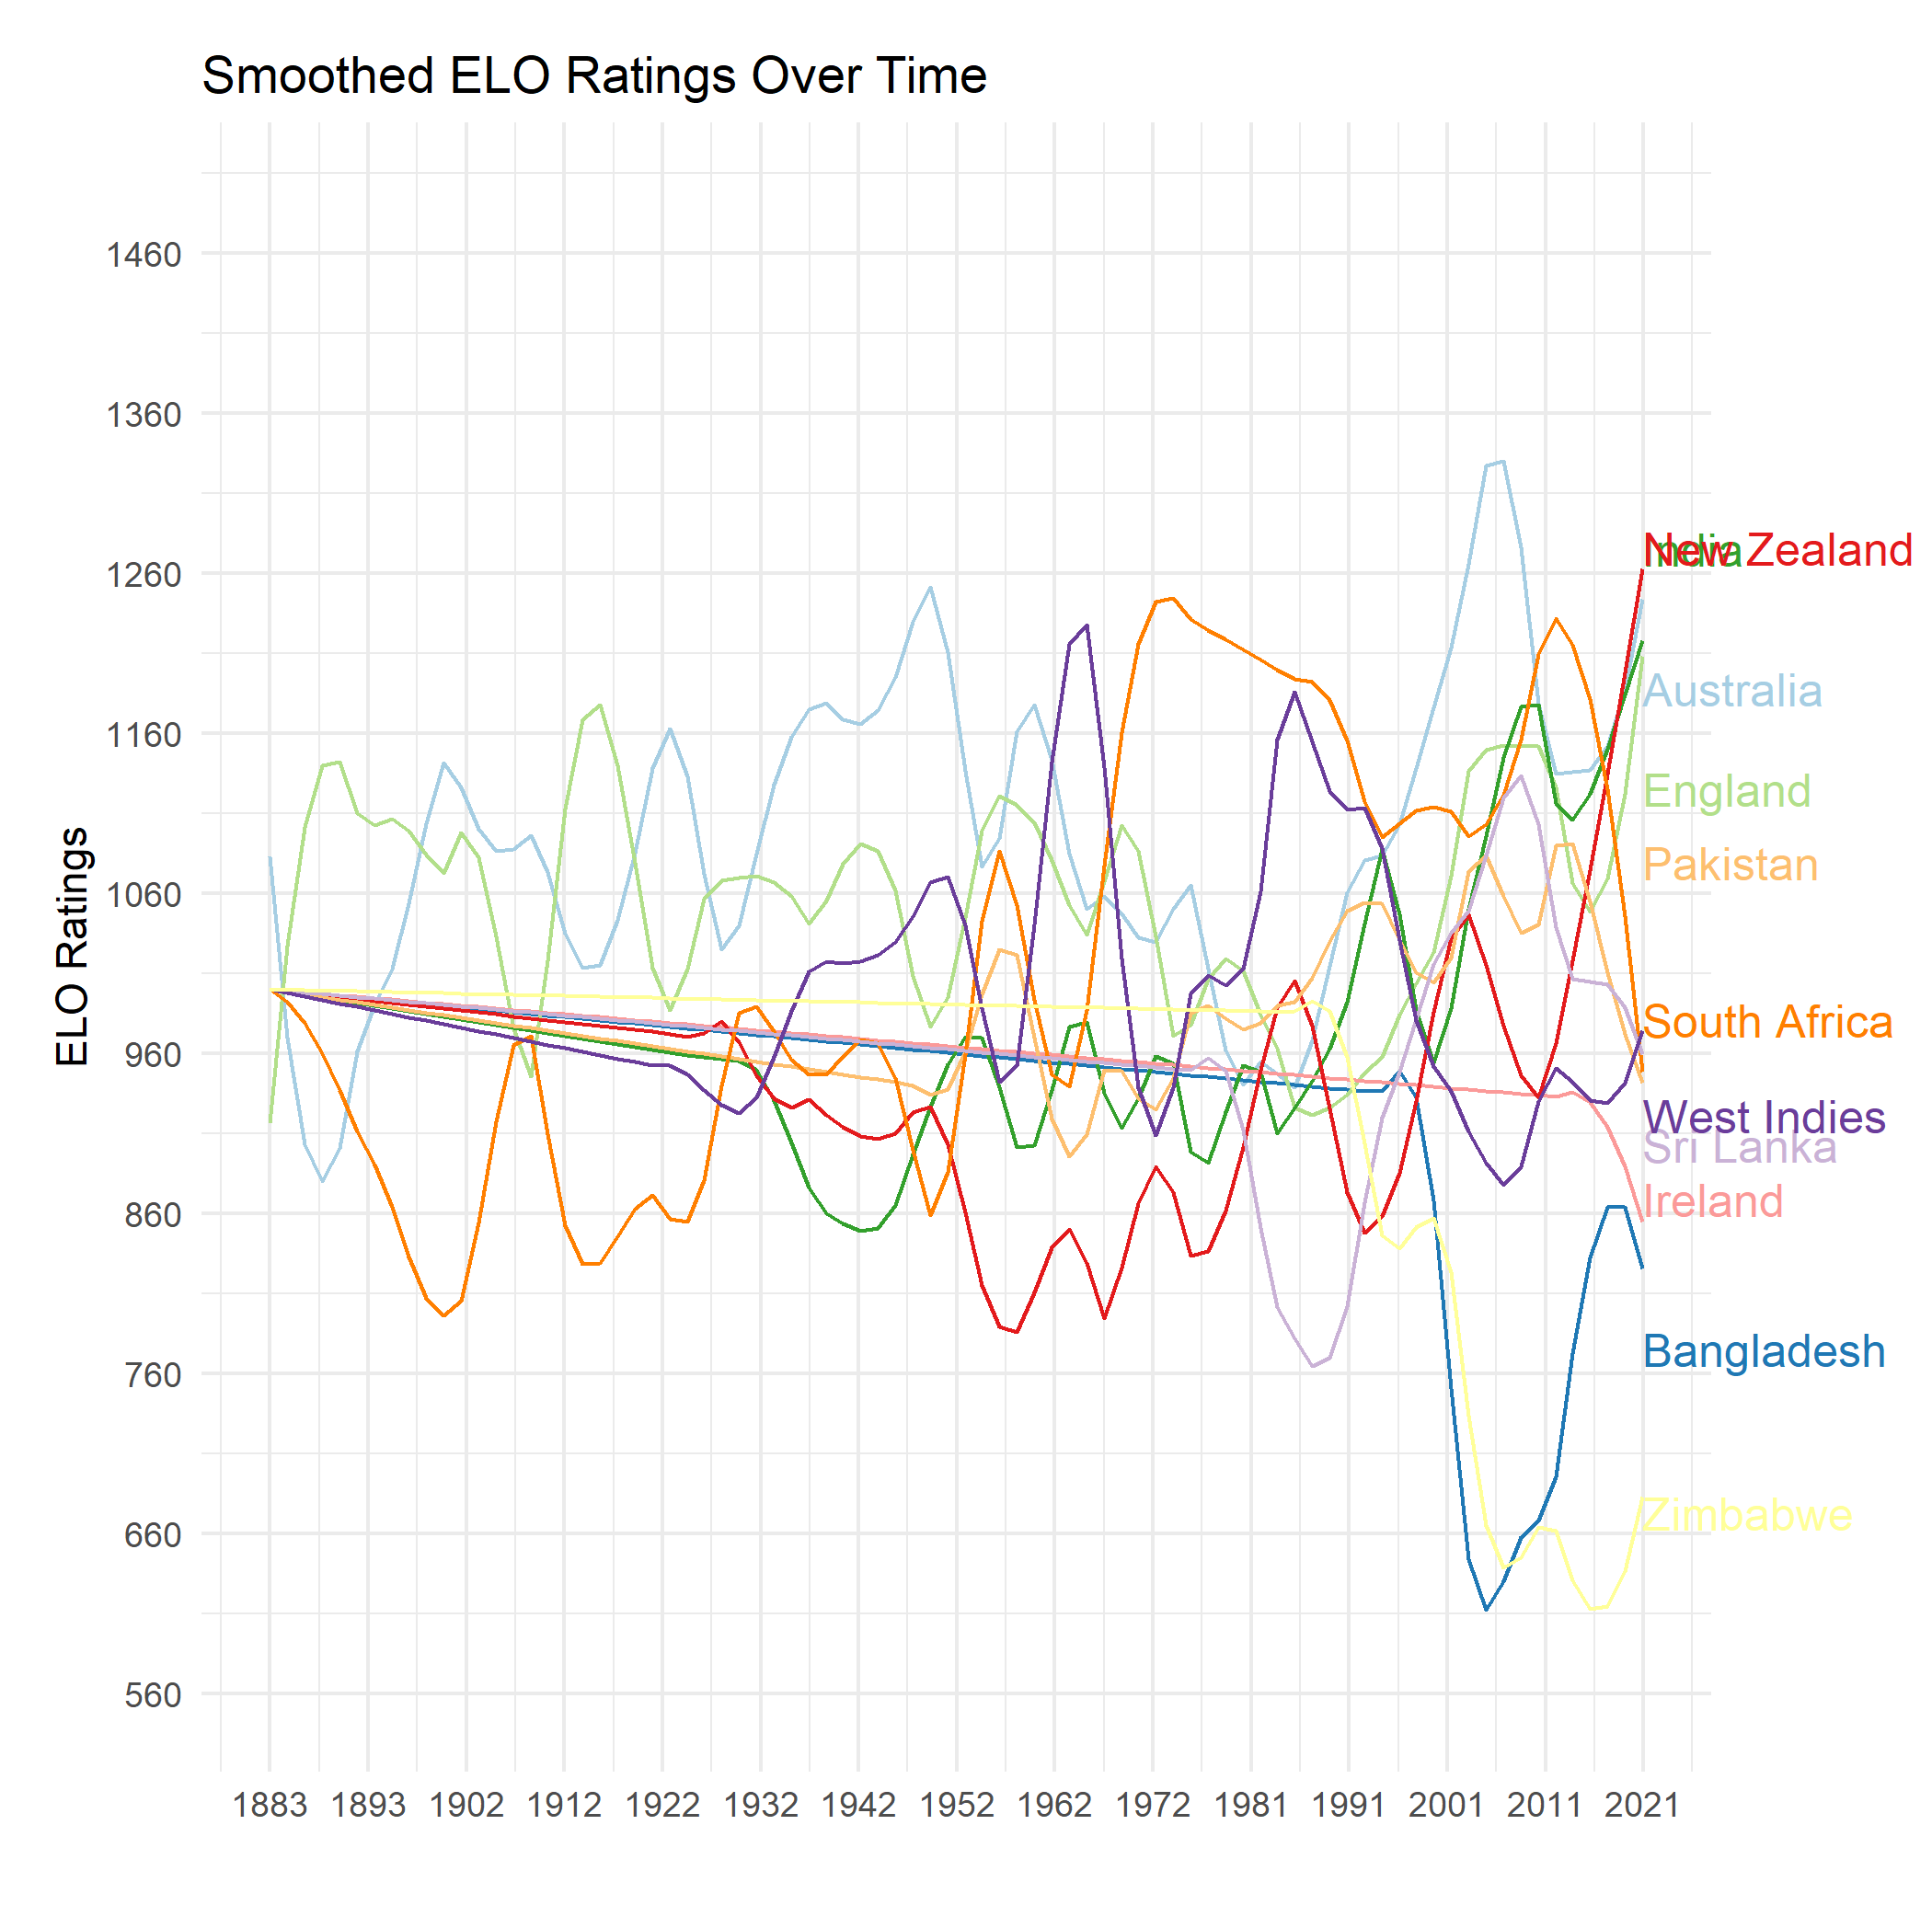 Smoothed ELO Ratings Over Time
ELO Ratings
1460
1360
1260
1160
1060
960
860
760
660
560
1883 1893 1902 1912 1922 1932 1942 1952 1962 1972 1981 1991 2001 2011 2021
New Zealand
India
Australia
England
Pakistan
South Africa
West Indies
Sri Lanka
Ireland
Bangladesh
Zimbabwe